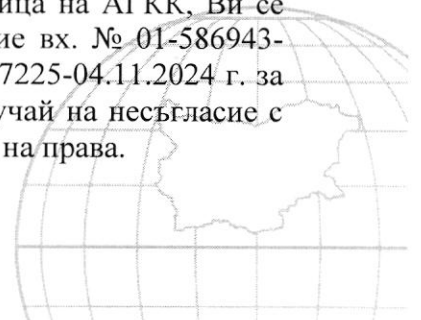 ица на АГКК, Ви се
ие вх. № 01-586943-
7225-04.11.2024 г. за
учай на несъгласие с
на права.